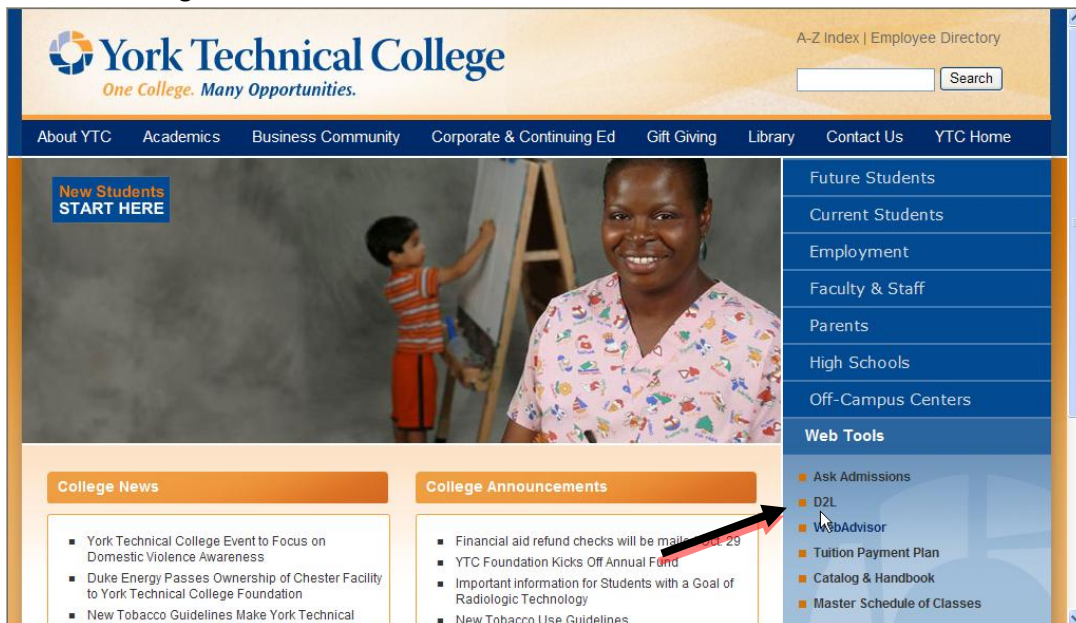 York Technical College
One College. Many Opportunities.
A-Z Index | Employee Directory
Search
About YTC Academics Business Community Corporate & Continuing Ed Gift Giving Library Contact Us YTC Home
New Students
START HERE
Future Students
Current Students
Employment
Faculty & Staff
Parents
High Schools
Off-Campus Centers
Web Tools
Ask Admissions
D2L
WebAdvisor
Tuition Payment Plan
Catalog & Handbook
Master Schedule of Classes
College News
York Technical College Event to Focus on
Domestic Violence Awareness
Duke Energy Passes Ownership of Chester Facility
to York Technical College Foundation
New Tobacco Guidelines Make York Technical
College Announcements
Financial aid refund checks will be mailed Oct. 29
YTC Foundation Kicks Off Annual Fund
Important information for Students with a Goal of
Radiologic Technology
New Tobacco Use Guidelines